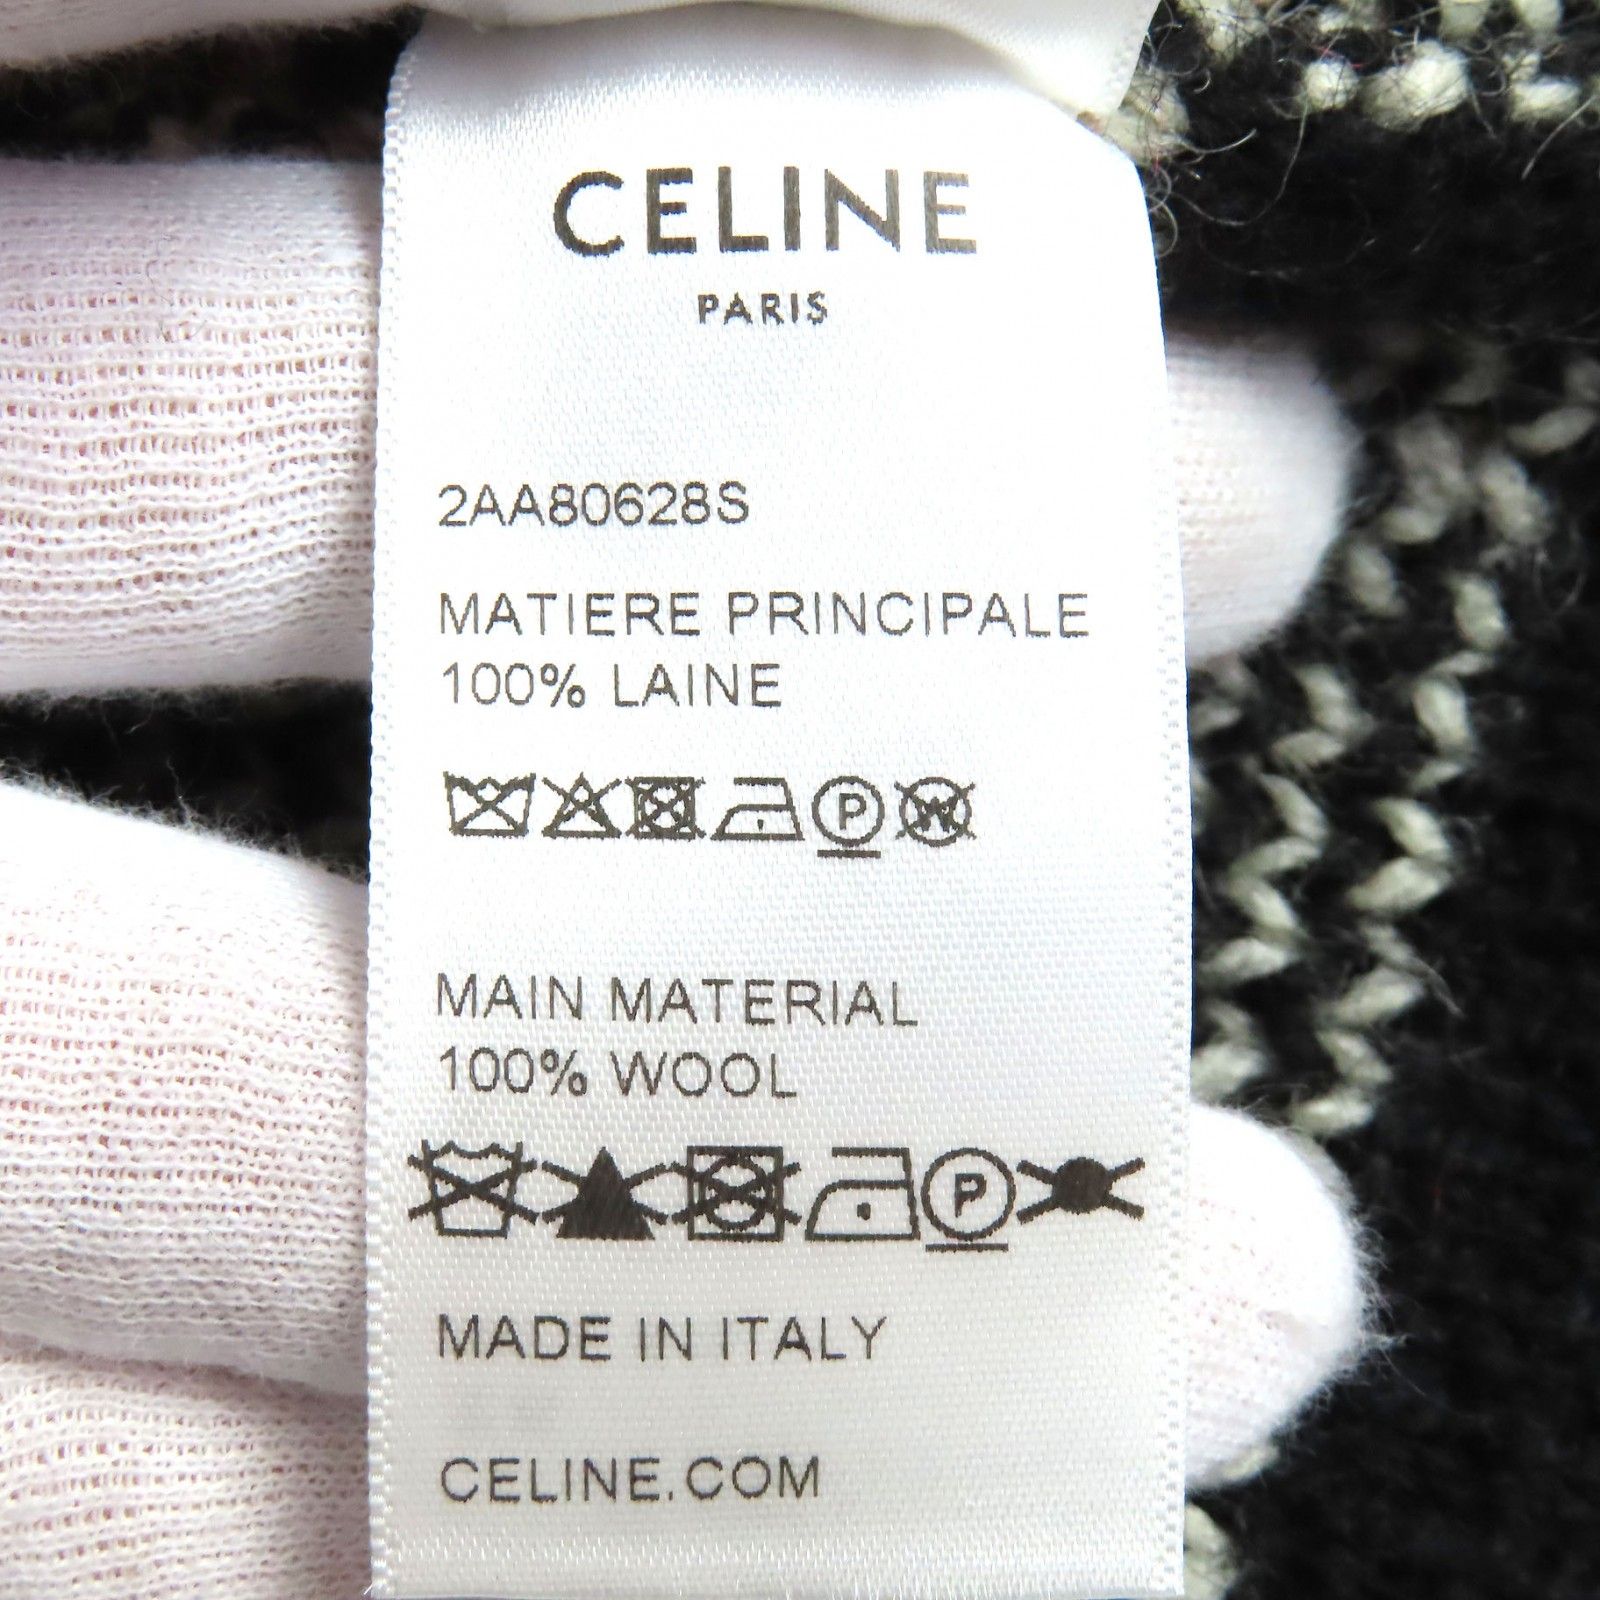 CELINE
PARIS
2AA80628S
MATIERE PRINCIPALE
100% LAINE
P W
MAIN MATERIAL
100% WOOL
P
MADE IN ITALY
CELINE.COM